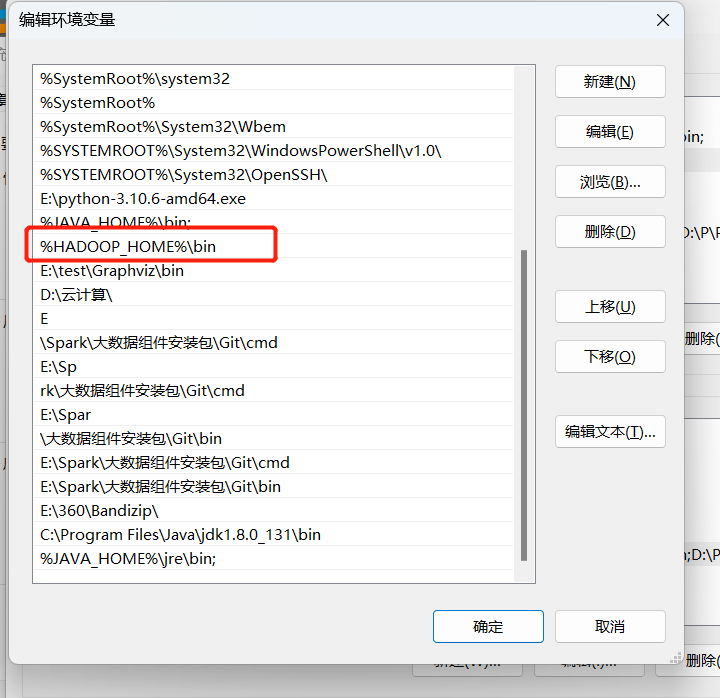 编辑环境变量
%SystemRoot%\system32
%SystemRoot%
%SystemRoot%\System32\Wbem
%SYSTEMROOT%\System32\WindowsPowerShell\v1.0\
%SYSTEMROOT%\System32\OpenSSH\
E:\python-3.10.6-amd64.exe
%JAVA_HOME%\bin;
%HADOOP_HOME%\bin
E:\test\Graphviz\bin
D:\云计算\
E
\Spark\大数据组件安装包\Git\cmd
E:\Sp
rk\大数据组件安装包\Git\cmd
E:\Spar
\大数据组件安装包\Git\bin
E:\Spark\大数据组件安装包\Git\cmd
E:\Spark\大数据组件安装包\Git\bin
E:\360\Bandizip\
C:\Program Files\Java\jdk1.8.0_131\bin
%JAVA_HOME%\jre\bin;
新建(N)
编辑(E)
浏览(B)...
删除(D)
上移(U)
下移(O)
编辑文本(T)...
确定
取消
in;
D:\P\P
删除(
;D:\P
删除(